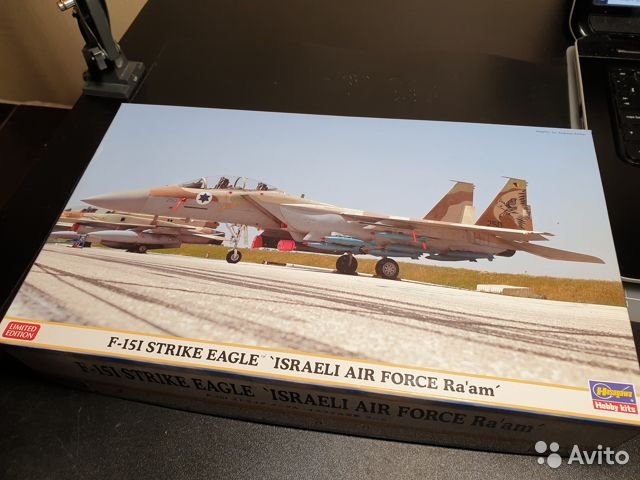 LIMITED
EDITION
F-15I STRIKE EAGLE `ISRAELI AIR FORCE Ra'am´
Hasegawa
Hobby kits
F-15I STRIKE EAGLE `ISRAELI AIR FORCE Ra'am´
Avito